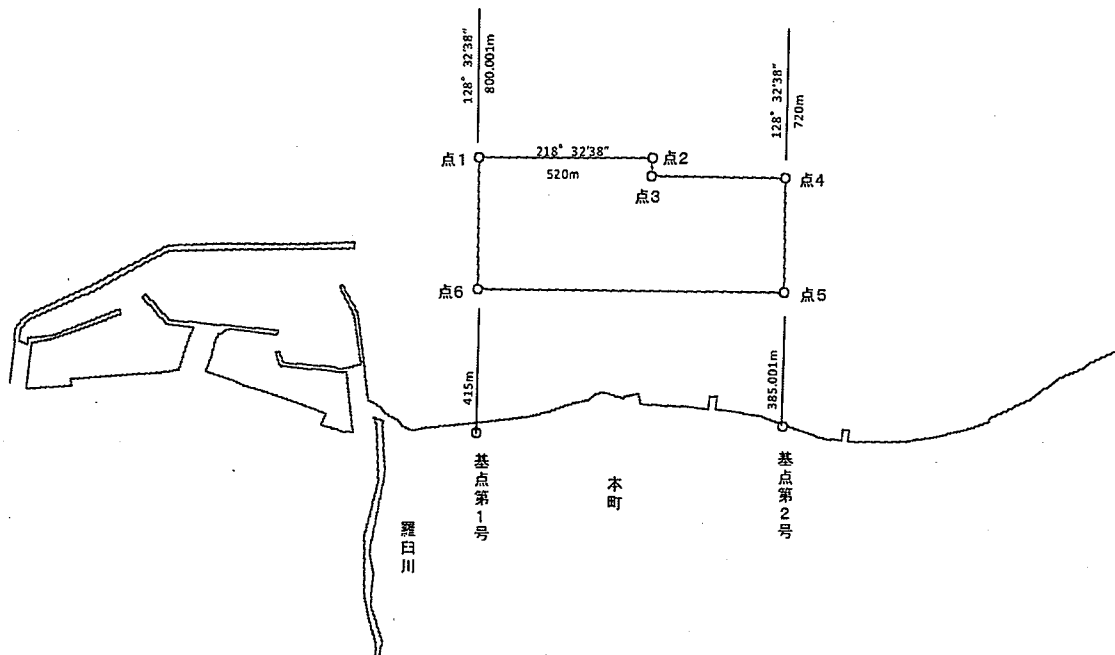 128° 32'38"
800.001m
128° 32'38"
720m
点1
218° 32'38"
520m
点2
点3
点4
点6
点5
415m
385.001m
基点第1号
本町
基点第2号
羅臼川